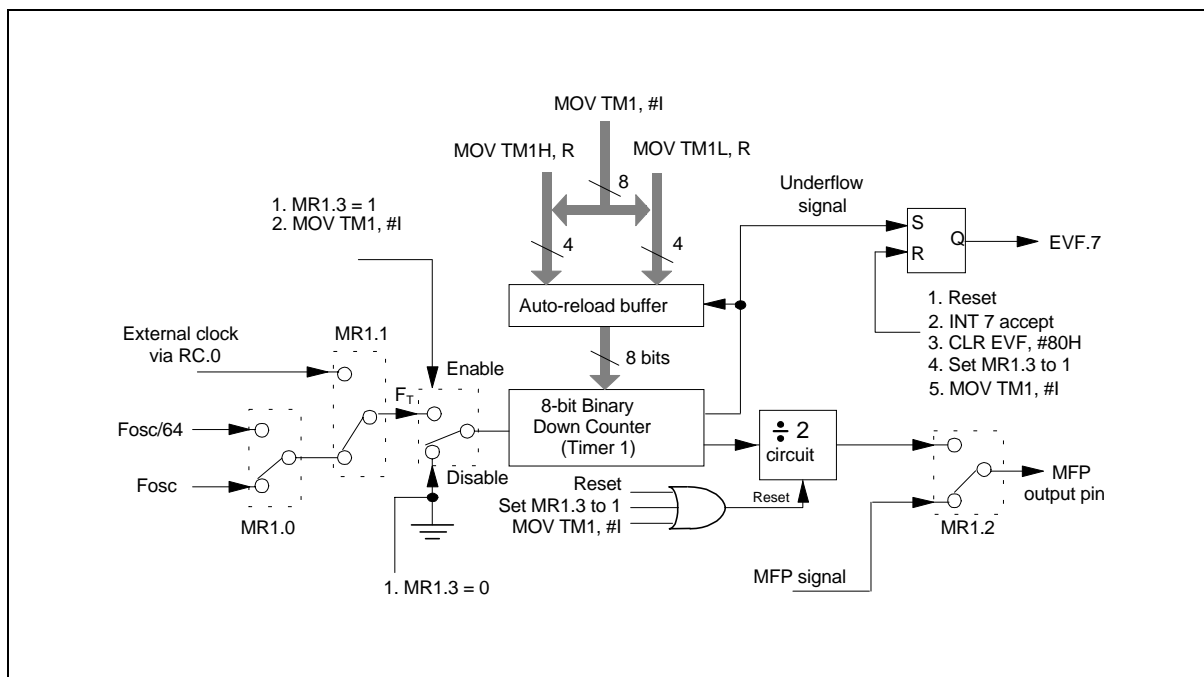 MOV TM1, #I
MOV TM1H, R
MOV TM1L, R
8
4
4
1. MR1.3 = 1
2. MOV TM1, #I
Underflow
signal
S
Q
R
EVF.7
Auto-reload buffer
1. Reset
2. INT 7 accept
3. CLR EVF, #80H
4. Set MR1.3 to 1
5. MOV TM1, #I
External clock
via RC.0
MR1.1
8 bits
Enable
FT
Fosc/64
Fosc
MR1.0
8-bit Binary
Down Counter
(Timer 1)
÷ 2
circuit
Disable
Reset
Set MR1.3 to 1
MOV TM1, #I
Reset
MFP
output pin
MR1.2
1. MR1.3 = 0
MFP signal